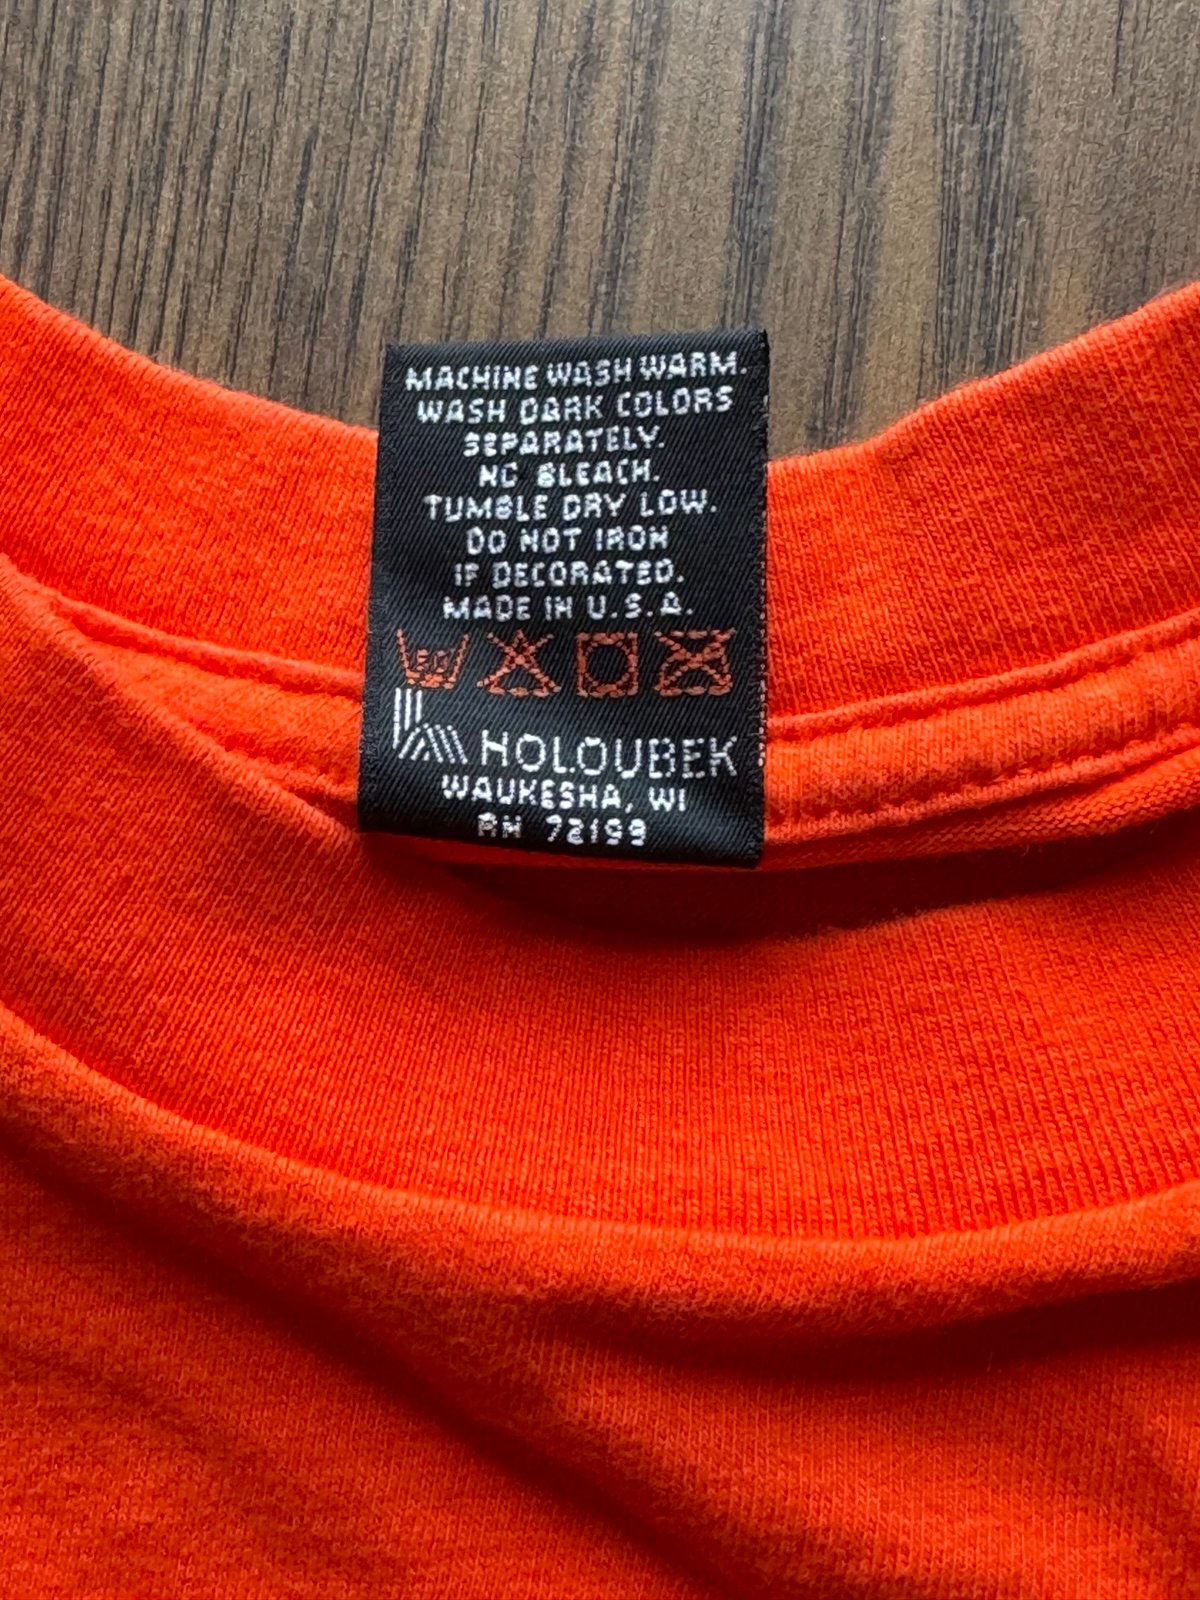 MACHINE WASH WARM.
WASH DARK COLORS
SEPARATELY.
NO BLEACH.
TUMBLE DRY LOW.
DO NOT IRON
IF DECORATED.
MADE IN U.S.A.
50
HOLOUBEK
WAUKESHA, WI
RN 72199